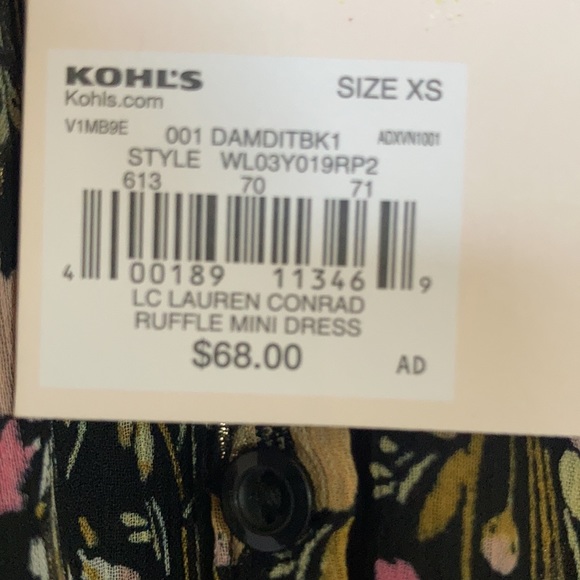 KOHL'S
SIZE XS
Kohls.com
V1MB9E
001 DAMDITBK1
ADXVN1001
STYLE WL03Y019RP2
613 70 71
4 00189 11346 9
LC LAUREN CONRAD
RUFFLE MINI DRESS
$68.00
AD